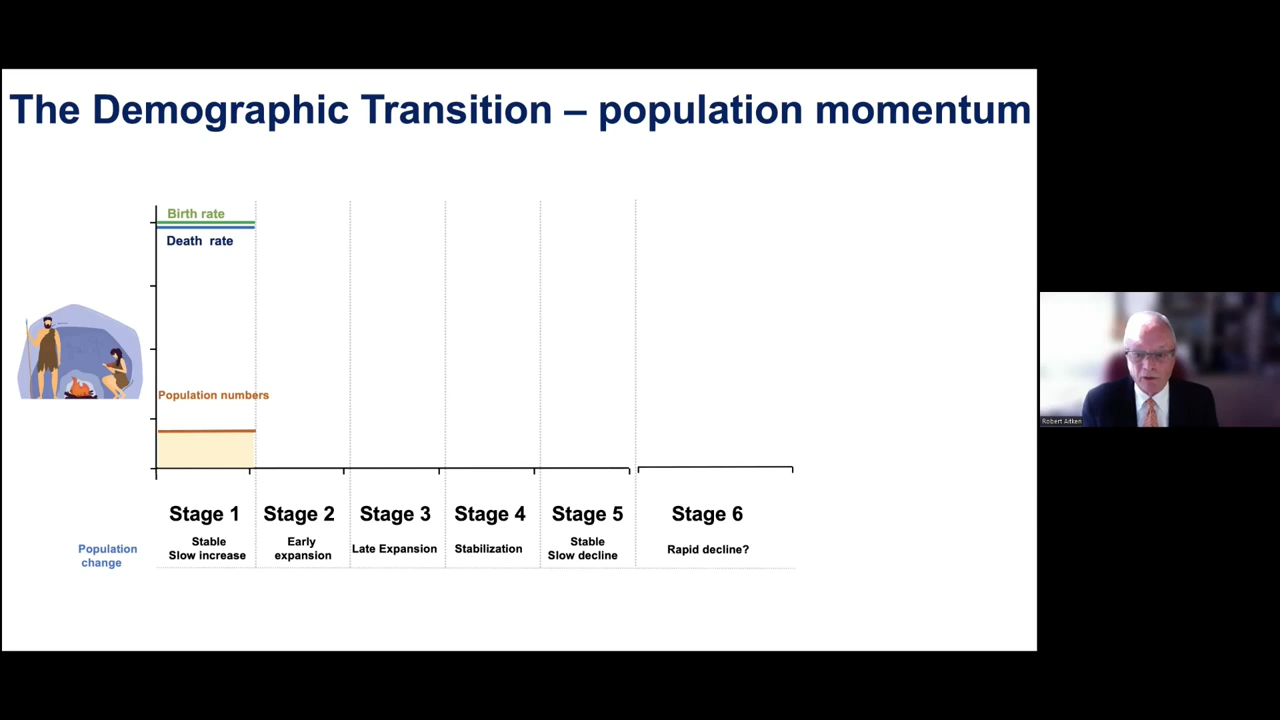 The Demographic Transition – population momentum
Birth rate
Death rate
Population numbers
Stage 1
Stage 2
Stage 3
Stage 4
Stage 5
Stage 6
Population
change
Stable
Slow increase
Early
expansion
Late Expansion
Stabilization
Stable
Slow decline
Rapid decline?
Robert Aitken